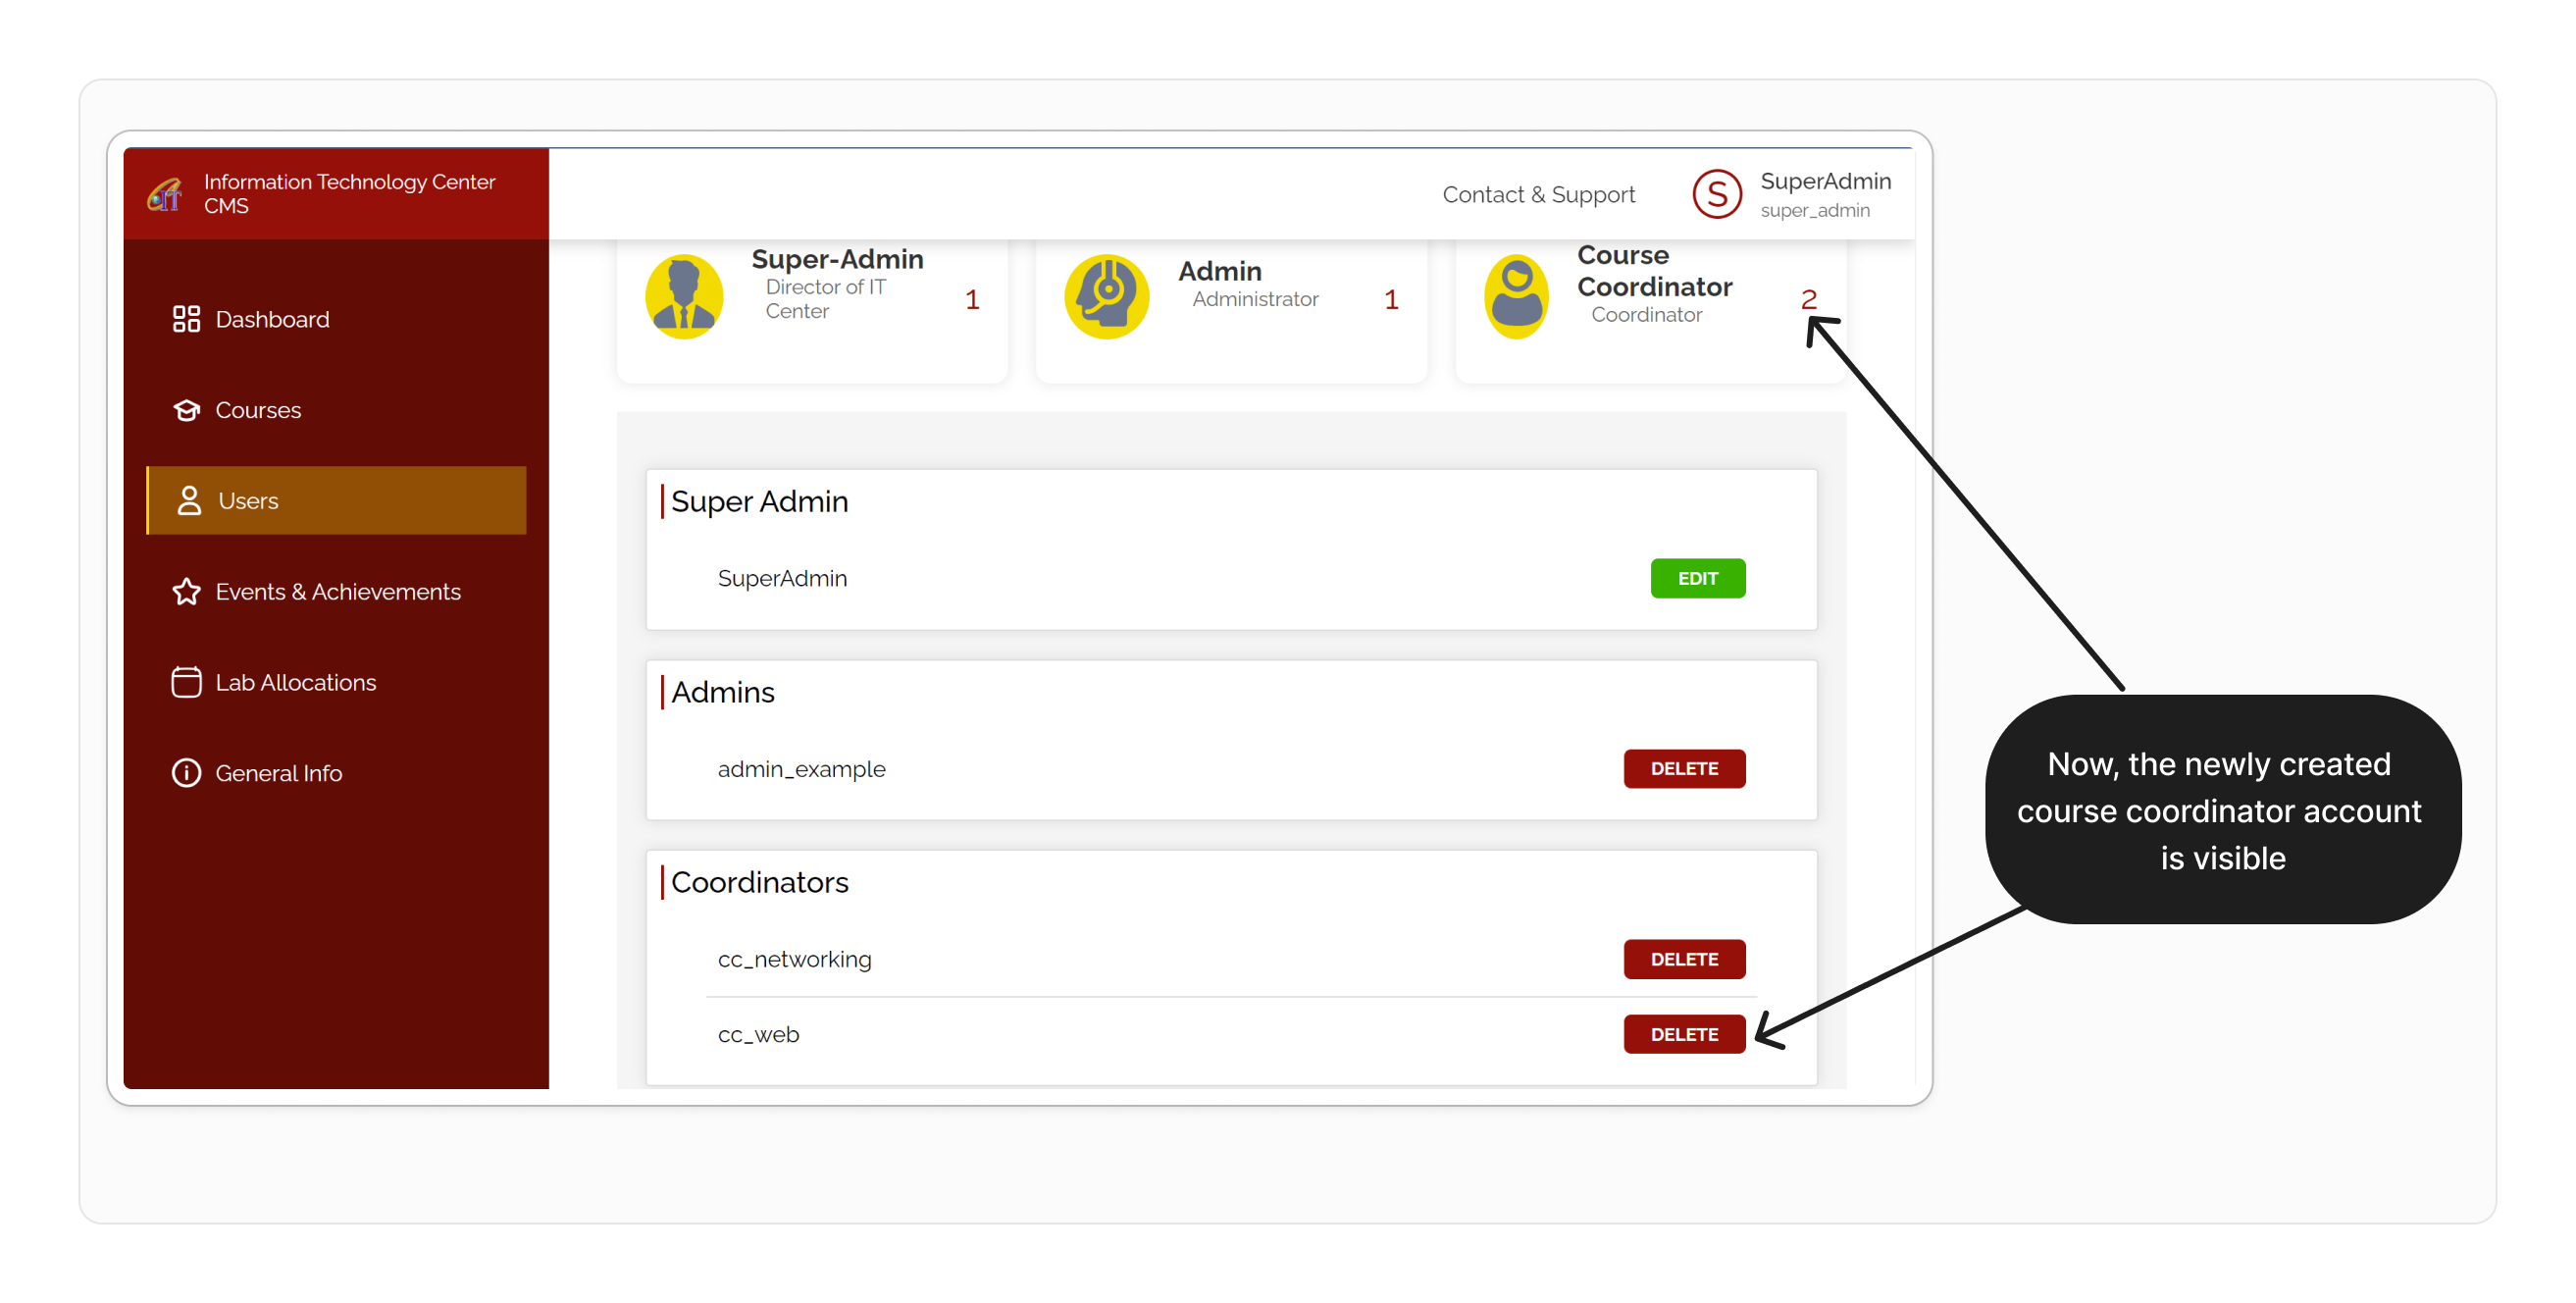 Information Technology Center
CMS
Contact & Support
S
SuperAdmin
super_admin
Dashboard
Courses
Users
Events & Achievements
Lab Allocations
General Info
Super-Admin
Director of IT
Center
1
Admin
Administrator
1
Course
Coordinator
Coordinator
2
Super Admin
SuperAdmin
EDIT
Admins
admin_example
DELETE
Coordinators
cc_networking
DELETE
cc_web
DELETE
Now, the newly created
course coordinator account
is visible